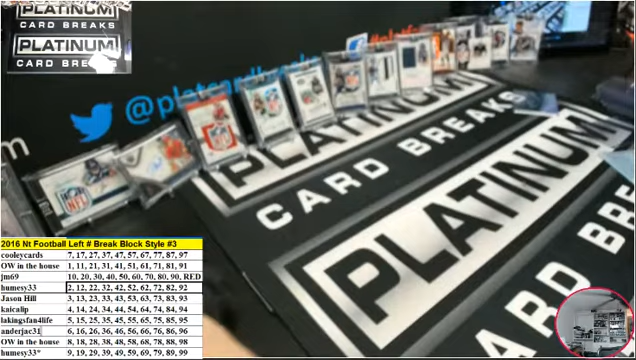 PLATINUM
CARD BREAKS
PLATINUM
CARD BREAKS
@platcardbreaks
PLATINUM
CARD BREAKS
PLATINUM
CARD BR
NFL
2016 Nt Football Left # Break Block Style #3
cooleycards 7, 17, 27, 37, 47, 57, 67, 77, 87, 97
OW in the house 1, 11, 21, 31, 41, 51, 61, 71, 81, 91
jm69 10, 20, 30, 40, 50, 60, 70, 80, 90, RED
humesy33 2, 12, 22, 32, 42, 52, 62, 72, 82, 92
Jason Hill 3, 13, 23, 33, 43, 53, 63, 73, 83, 93
kaicalip 4, 14, 24, 34, 44, 54, 64, 74, 84, 94
lakingsfan4life 5, 15, 25, 35, 45, 55, 65, 75, 85, 95
anderjac31 6, 16, 26, 36, 46, 56, 66, 76, 86, 96
OW in the house 8, 18, 28, 38, 48, 58, 68, 78, 88, 98
humesy33* 9, 19, 29, 39, 49, 59, 69, 79, 89, 99